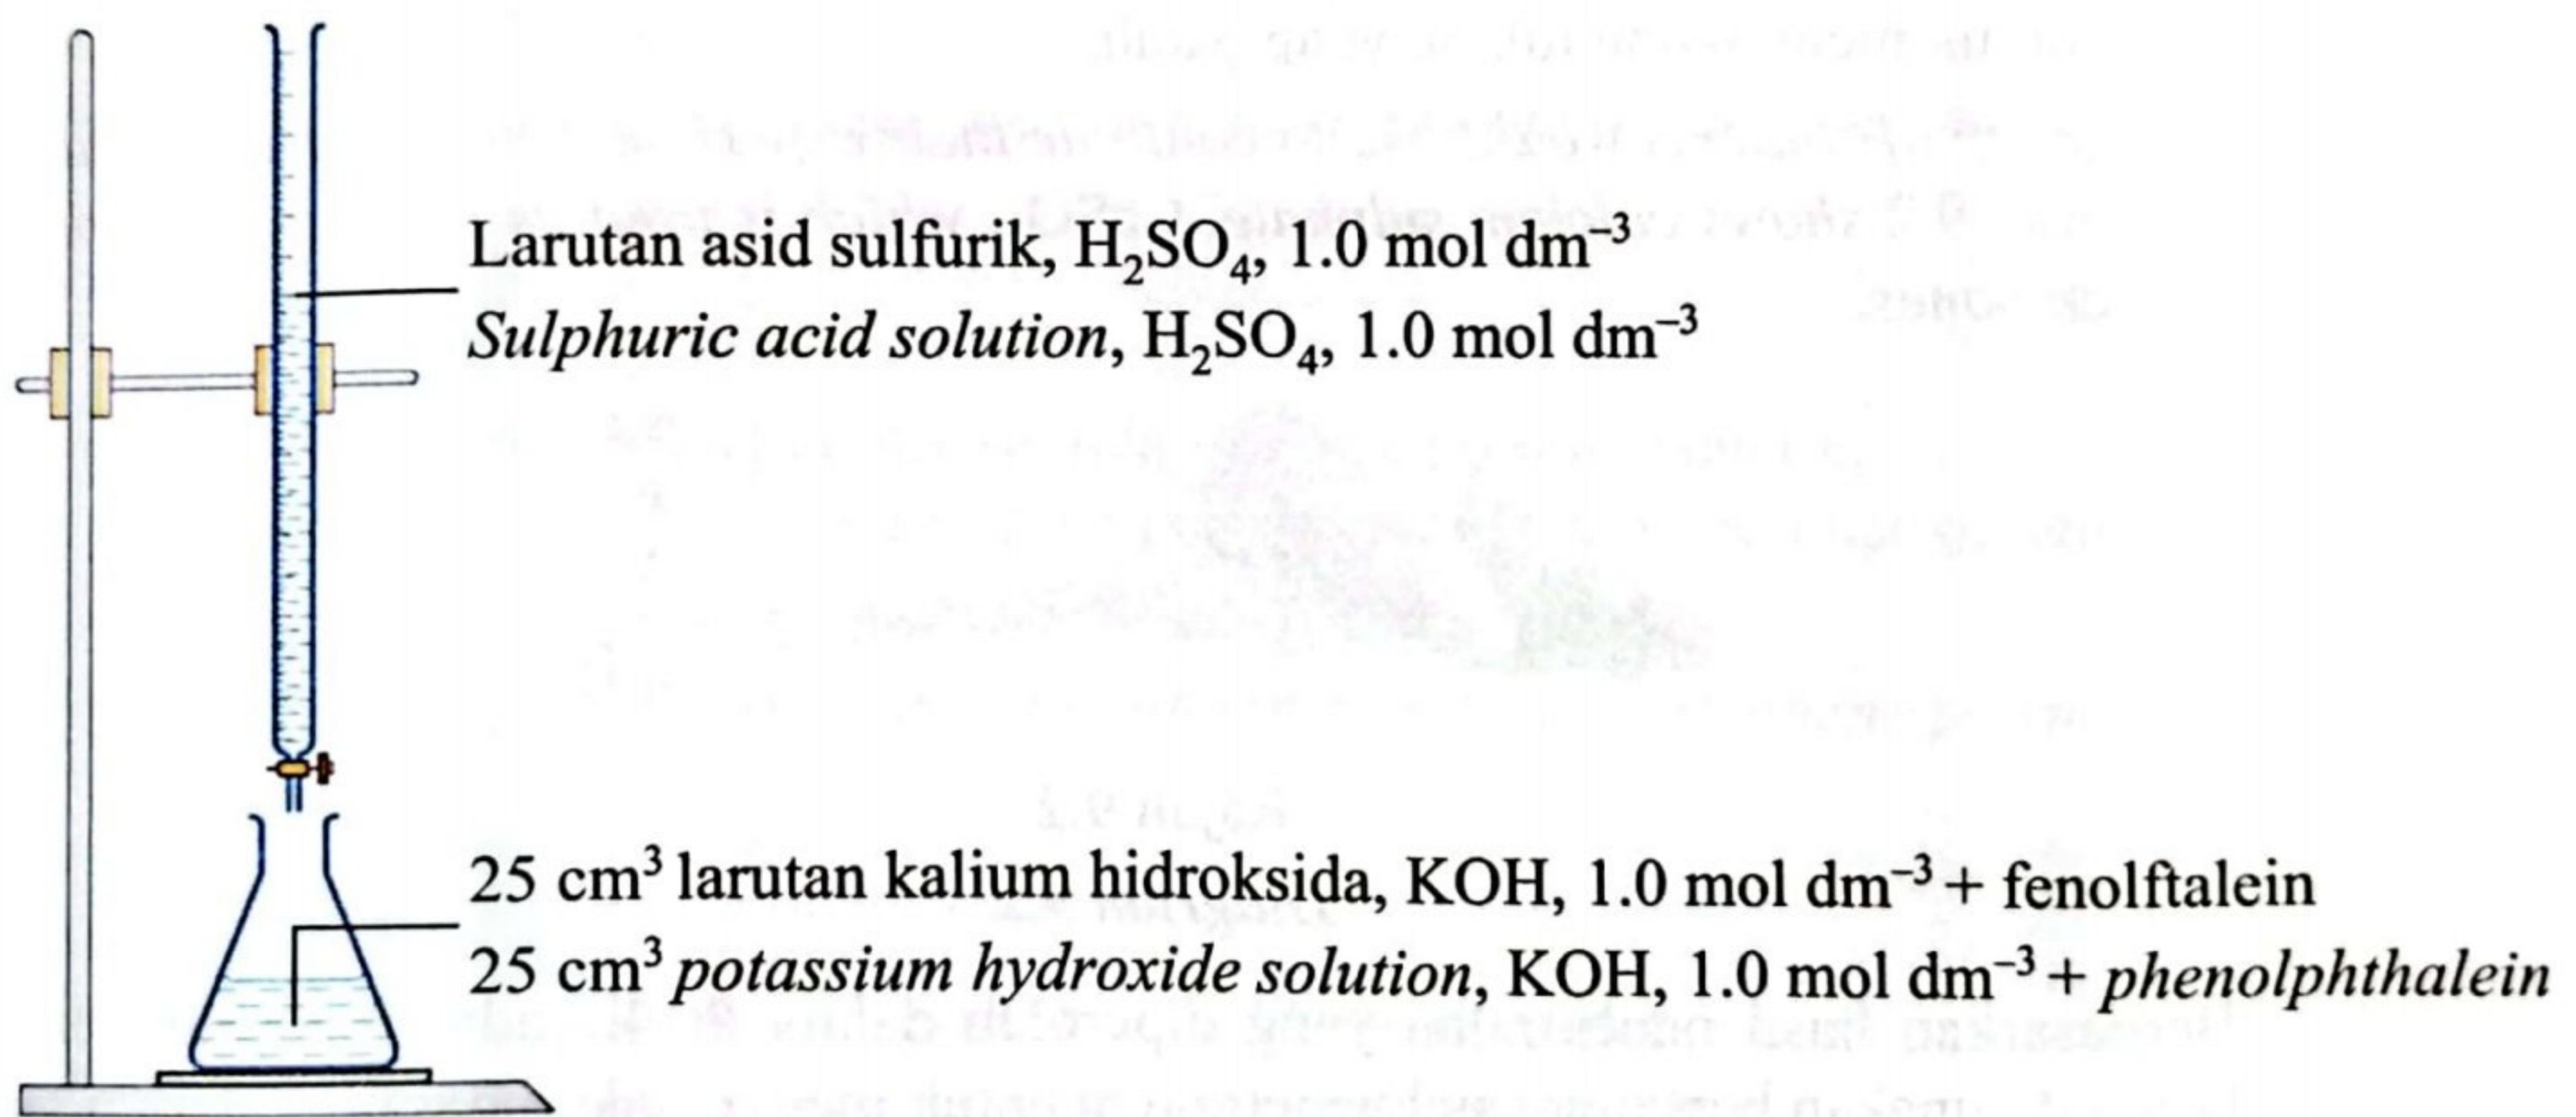 Larutan asid sulfurik, H₂SO₄, 1.0 mol dm⁻³
Sulphuric acid solution, H₂SO₄, 1.0 mol dm⁻³
25 cm³ larutan kalium hidroksida, KOH, 1.0 mol dm⁻³ + fenolftalein
25 cm³ potassium hydroxide solution, KOH, 1.0 mol dm⁻³ + phenolphthalein